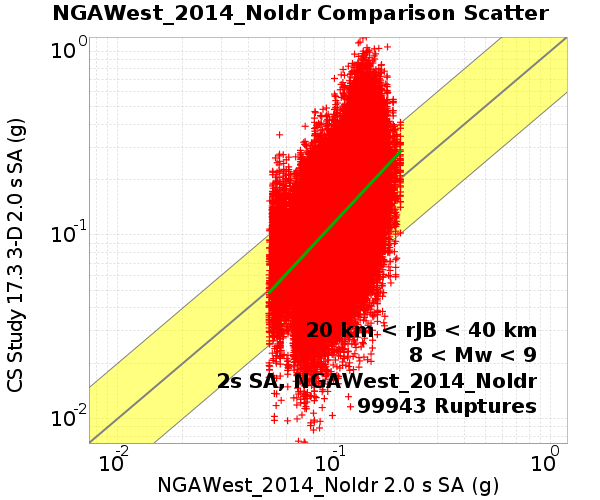 NGAWest_2014_NoIdr Comparison Scatter
10^0
10^-1
10^-2
CS Study 17.3 3-D 2.0 s SA (g)
20 km < rJB < 40 km
8 < Mw < 9
2s SA, NGAWest_2014_NoIdr
99943 Ruptures
10^-2 10^-1 10^0
NGAWest_2014_NoIdr 2.0 s SA (g)